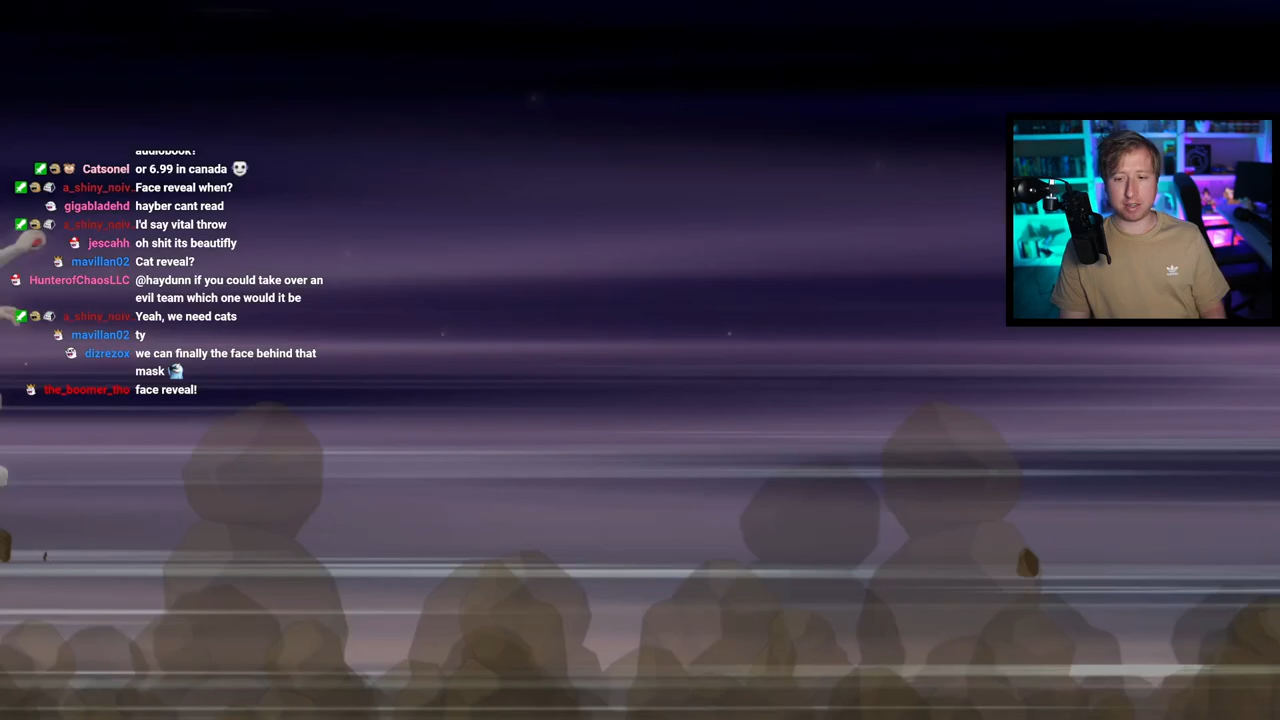 audiobook?
Catsonel or 6.99 in canada
a_shiny_noiv.. Face reveal when?
gigabladehd hayber cant read
a_shiny_noiv.. I'd say vital throw
jescahh oh shit its beautifly
mavillan02 Cat reveal?
HunterofChaosLLC @haydunn if you could take over an
evil team which one would it be
a_shiny_noiv.. Yeah, we need cats
mavillan02 ty
dizrezox we can finally the face behind that
mask
the_boomer_tho face reveal!